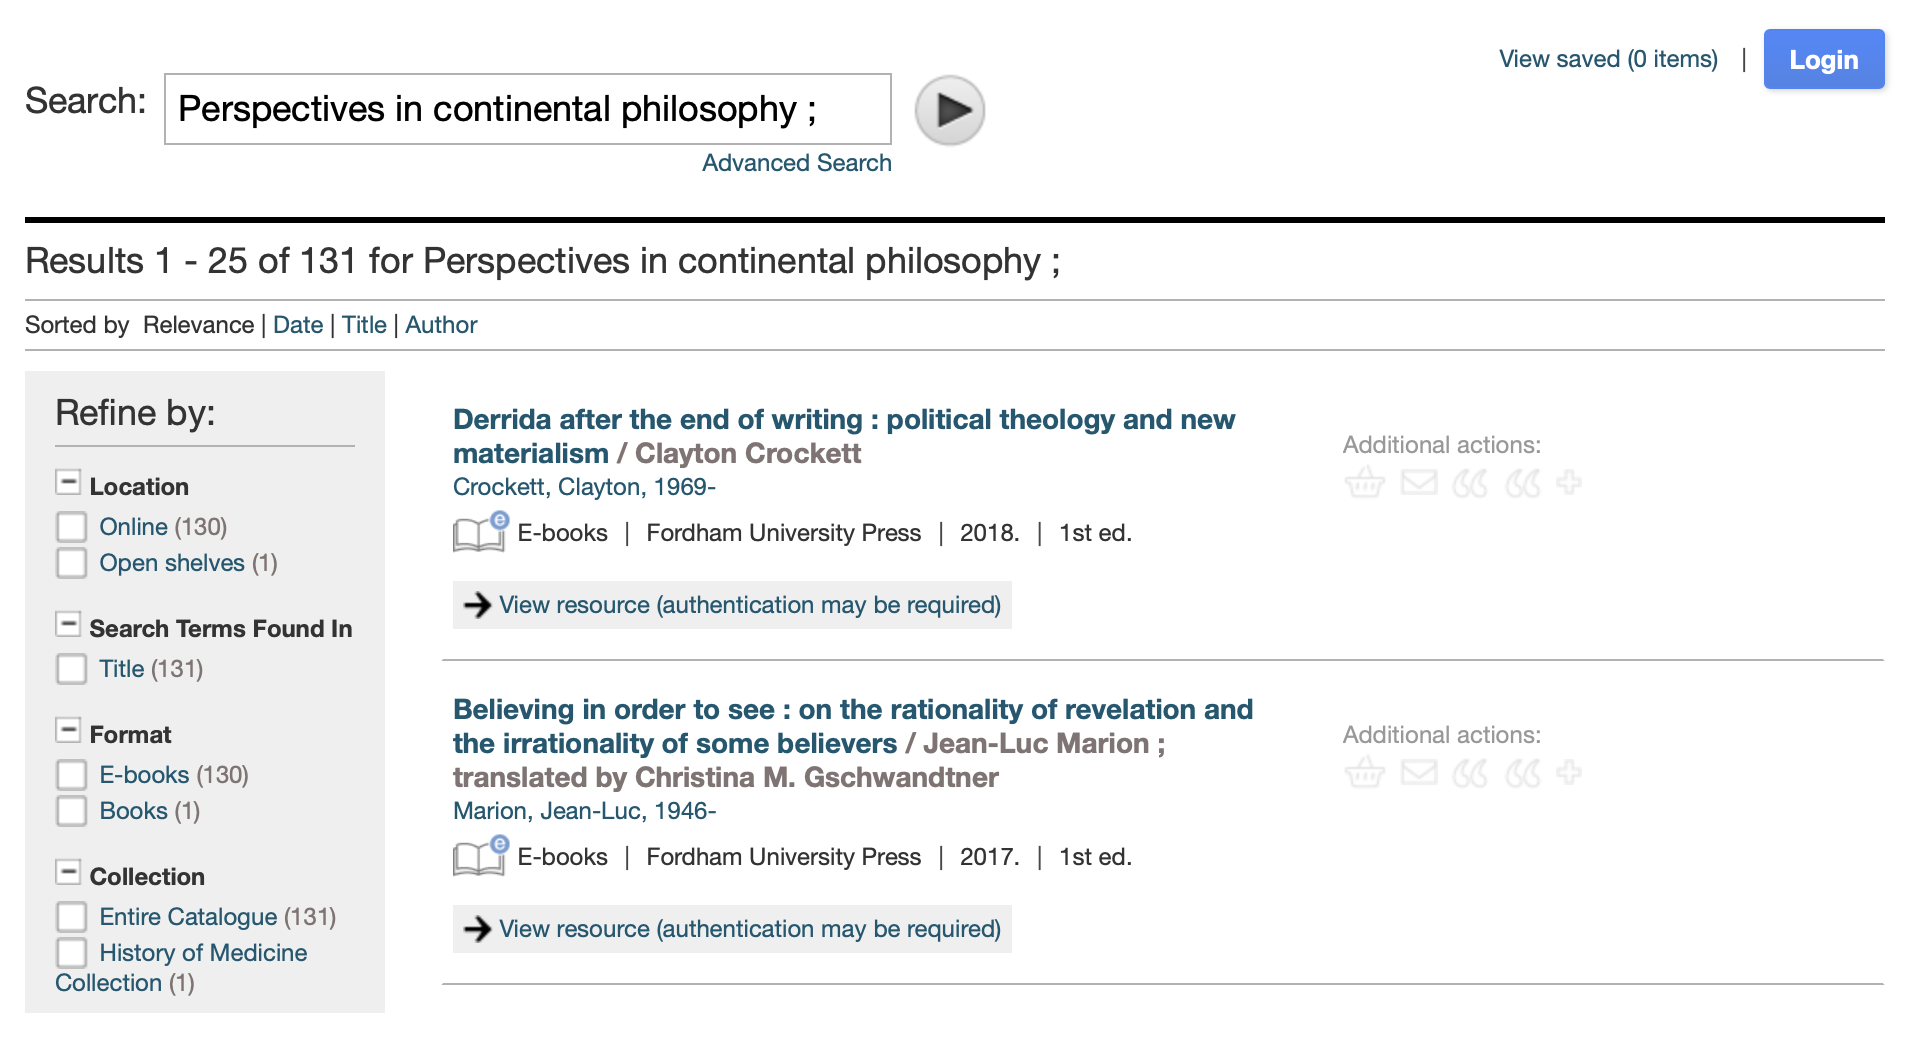 View saved (0 items) | Login
Search: Perspectives in continental philosophy ;
Advanced Search
Results 1 - 25 of 131 for Perspectives in continental philosophy ;
Sorted by Relevance | Date | Title | Author
Refine by:
Location
Online (130)
Open shelves (1)
Search Terms Found In
Title (131)
Format
E-books (130)
Books (1)
Collection
Entire Catalogue (131)
History of Medicine
Collection (1)
Derrida after the end of writing : political theology and new
materialism / Clayton Crockett
Crockett, Clayton, 1969-
e E-books | Fordham University Press | 2018. | 1st ed.
View resource (authentication may be required)
Additional actions:
Believing in order to see : on the rationality of revelation and
the irrationality of some believers / Jean-Luc Marion ;
translated by Christina M. Gschwandtner
Marion, Jean-Luc, 1946-
e E-books | Fordham University Press | 2017. | 1st ed.
View resource (authentication may be required)
Additional actions: